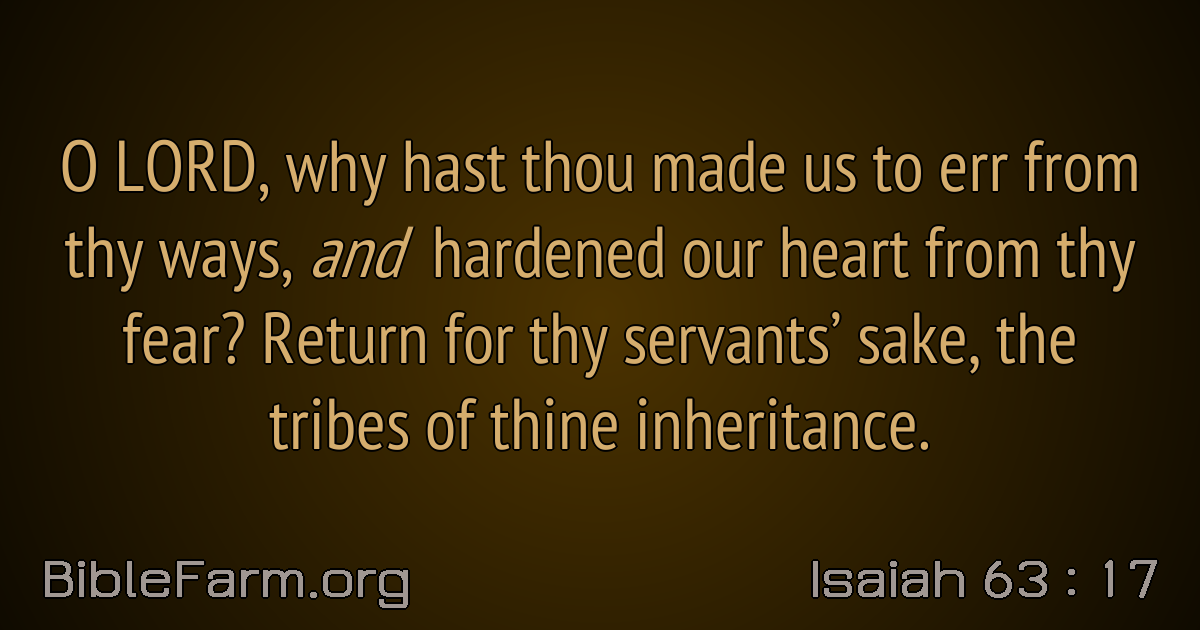 O LORD, why hast thou made us to err from
thy ways, and hardened our heart from thy
fear? Return for thy servants’ sake, the
tribes of thine inheritance.
BibleFarm.org
Isaiah 63 : 17